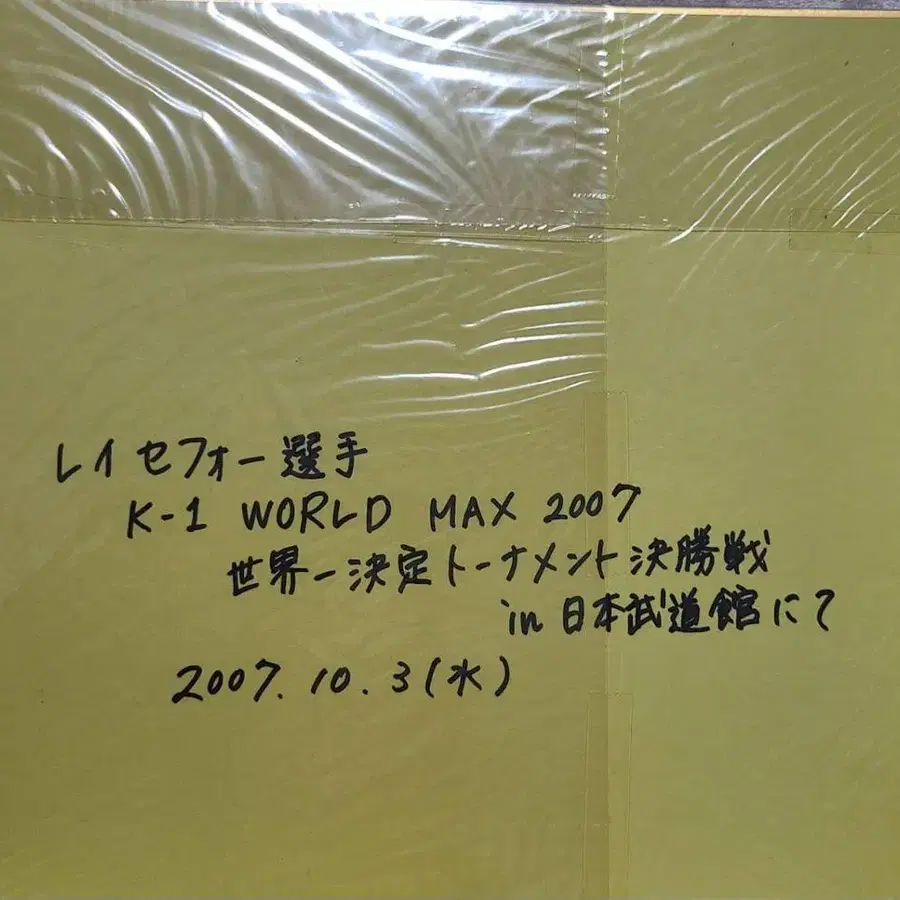 レイセフォー選手
K-1 WORLD MAX 2007
世界一決定トーナメント決勝戦
in 日本武道館にて
2007.10.3(水)